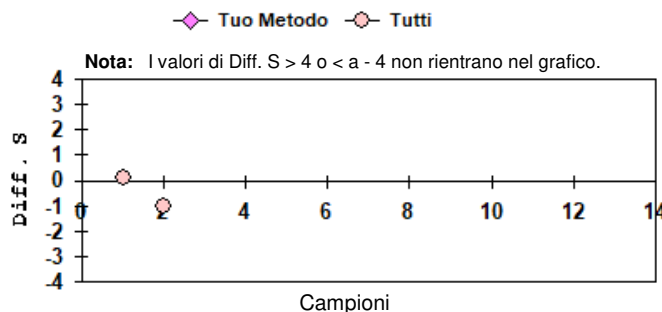 Tuo Metodo Tutti
Nota: I valori di Diff. S > 4 o < a - 4 non rientrano nel grafico.
4
3
2
1
0
-1
-2
-3
-4
0 2 4 6 8 10 12 14
Diff. S
Campioni